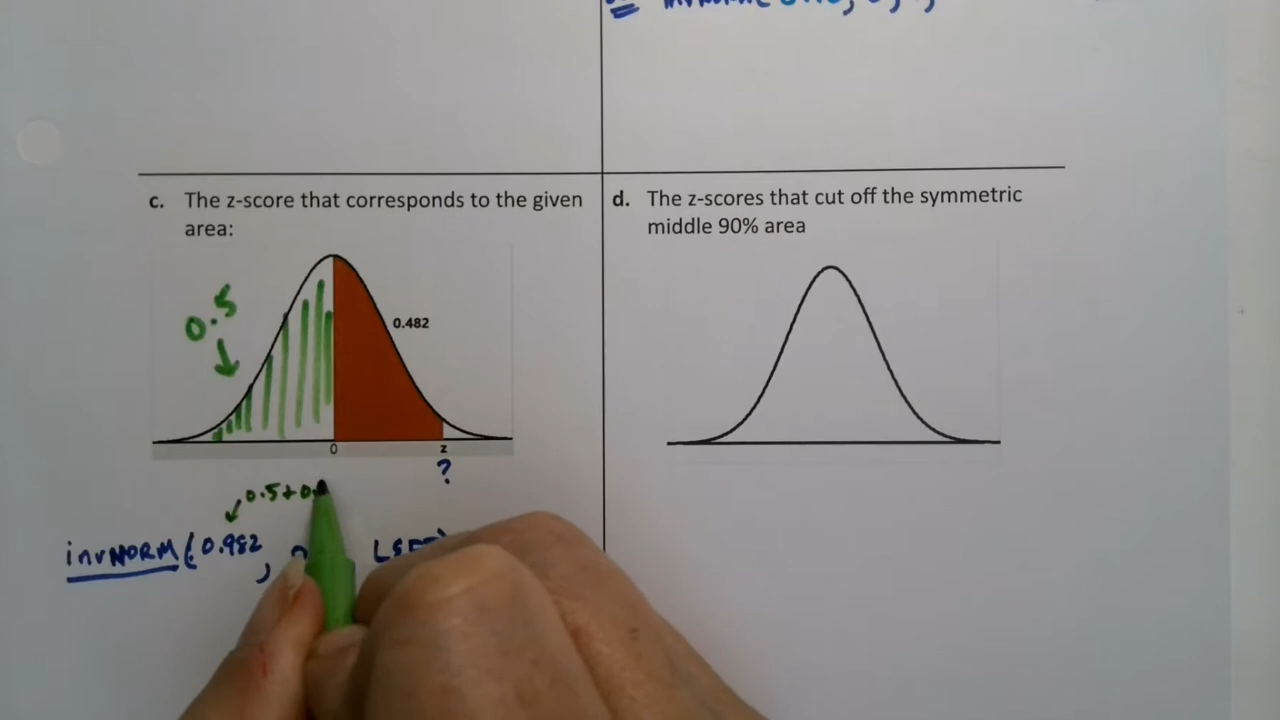 c. The z-score that corresponds to the given
area:
0.5
0.482
0
z
?
0.5+0.
invNORM(0.982,
d. The z-scores that cut off the symmetric
middle 90% area